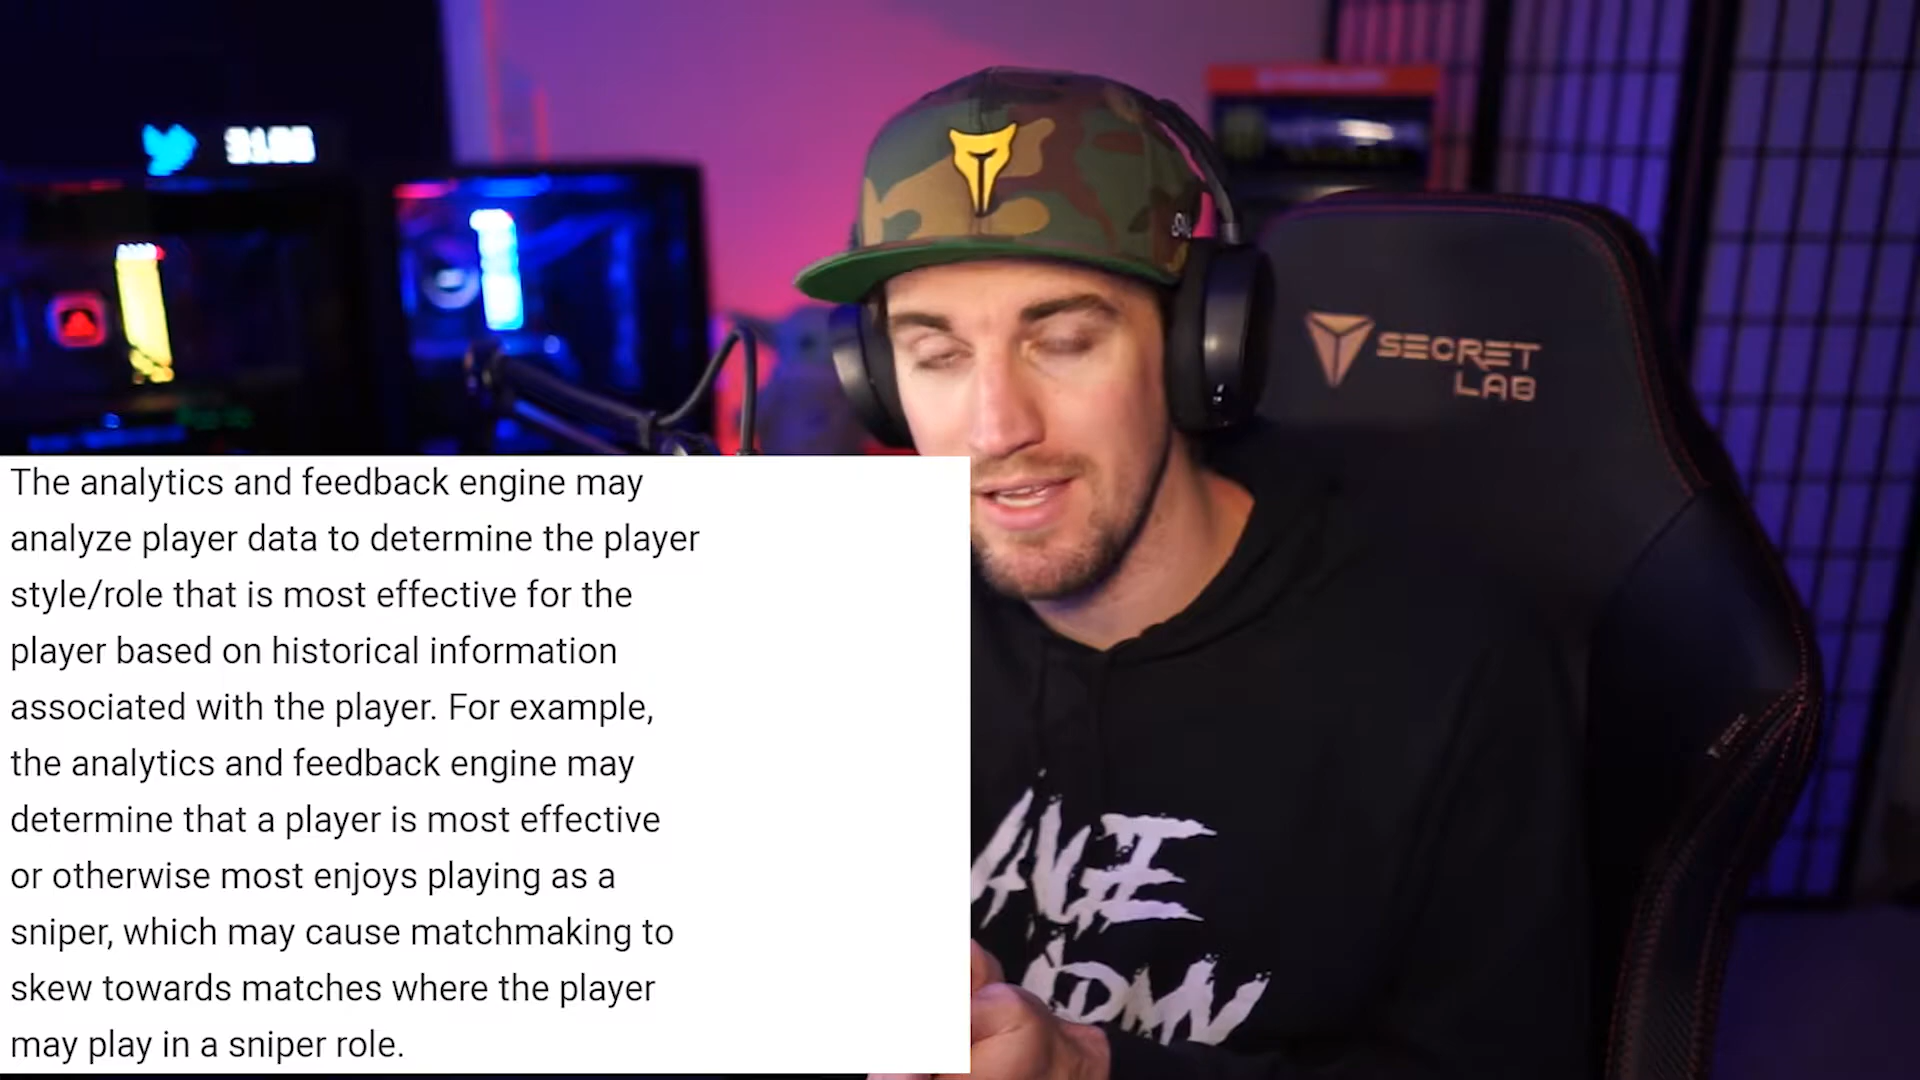 SECRET
LAB
The analytics and feedback engine may
analyze player data to determine the player
style/role that is most effective for the
player based on historical information
associated with the player. For example,
the analytics and feedback engine may
determine that a player is most effective
or otherwise most enjoys playing as a
sniper, which may cause matchmaking to
skew towards matches where the player
may play in a sniper role.